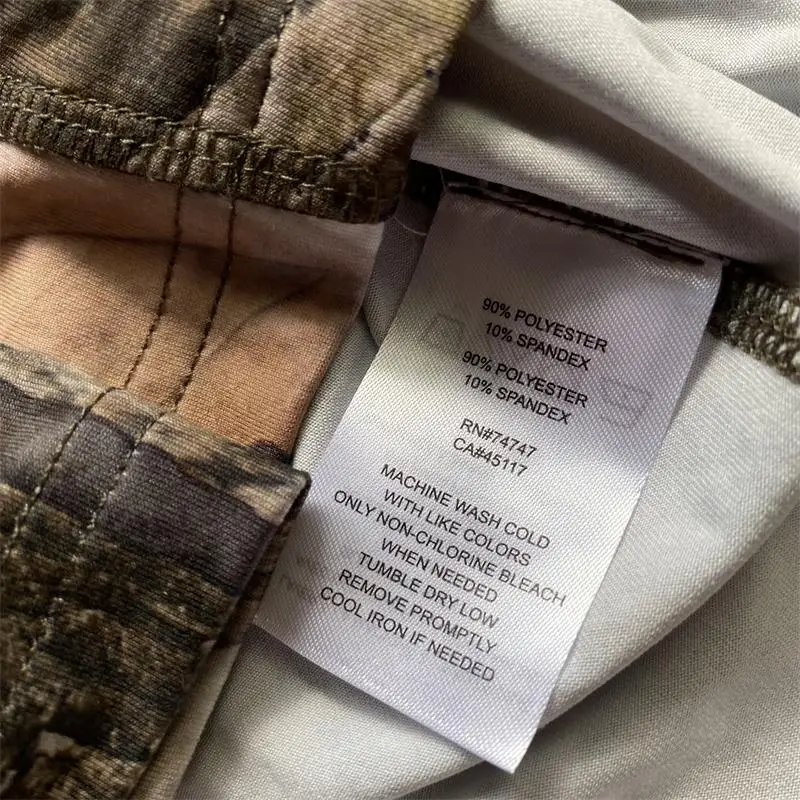 90% POLYESTER
10% SPANDEX
90% POLYESTER
10% SPANDEX
RN#74747
CA#45117
MACHINE WASH COLD
WITH LIKE COLORS
ONLY NON-CHLORINE BLEACH
WHEN NEEDED
TUMBLE DRY LOW
REMOVE PROMPTLY
COOL IRON IF NEEDED